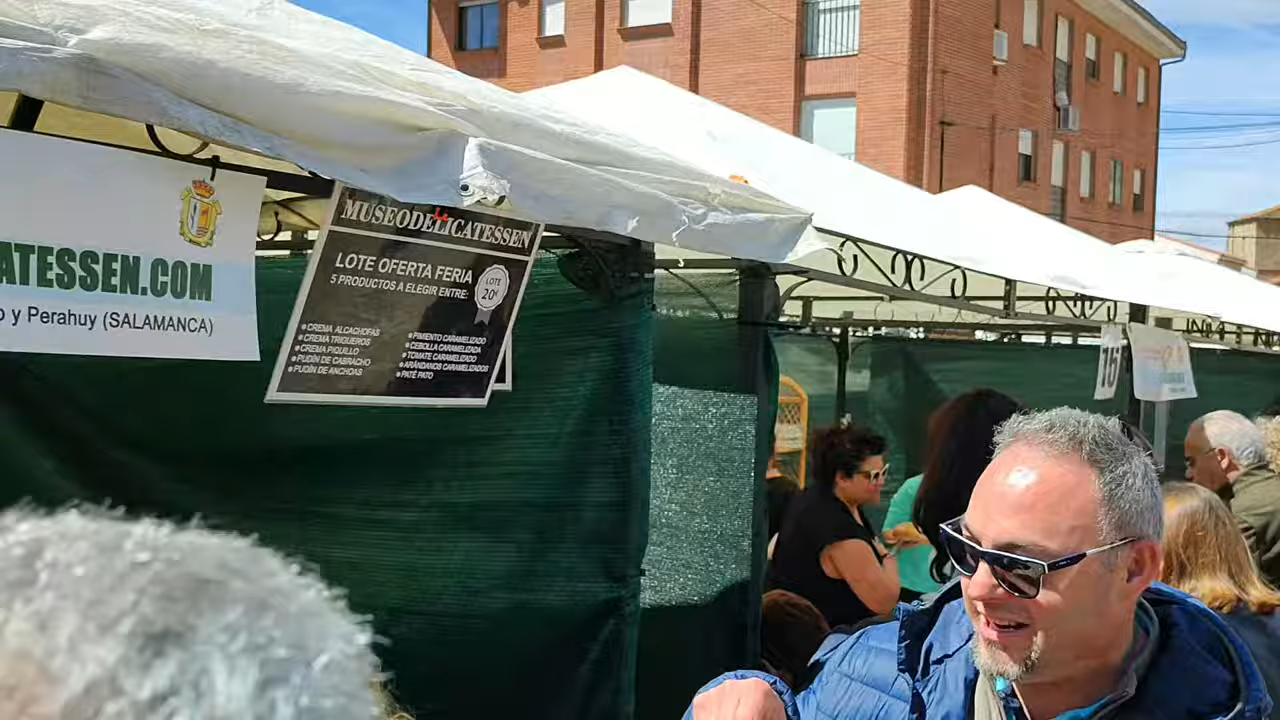 ATESSEN.COM
o y Perahuy (SALAMANCA)
MUSEODELICATESSEN
LOTE OFERTA FERIA
5 PRODUCTOS A ELEGIR ENTRE:
LOTE
20€
CREMA ALCACHOFAS
CREMA TRIGUEROS
CREMA PIQUILLO
PUDIN DE CABRACHO
PUDIN DE ANCHOAS
PIMIENTO CARAMELIZADO
CEBOLLA CARAMELIZADA
TOMATE CARAMELIZADO
ARÁNDANOS CARAMELIZADOS
PATÉ PATO
16